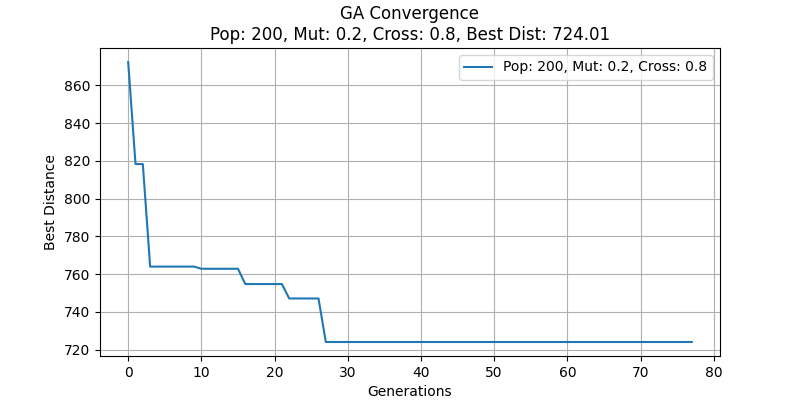 GA Convergence
Pop: 200, Mut: 0.2, Cross: 0.8, Best Dist: 724.01
Pop: 200, Mut: 0.2, Cross: 0.8
Best Distance
860
840
820
800
780
760
740
720
0 10 20 30 40 50 60 70 80
Generations